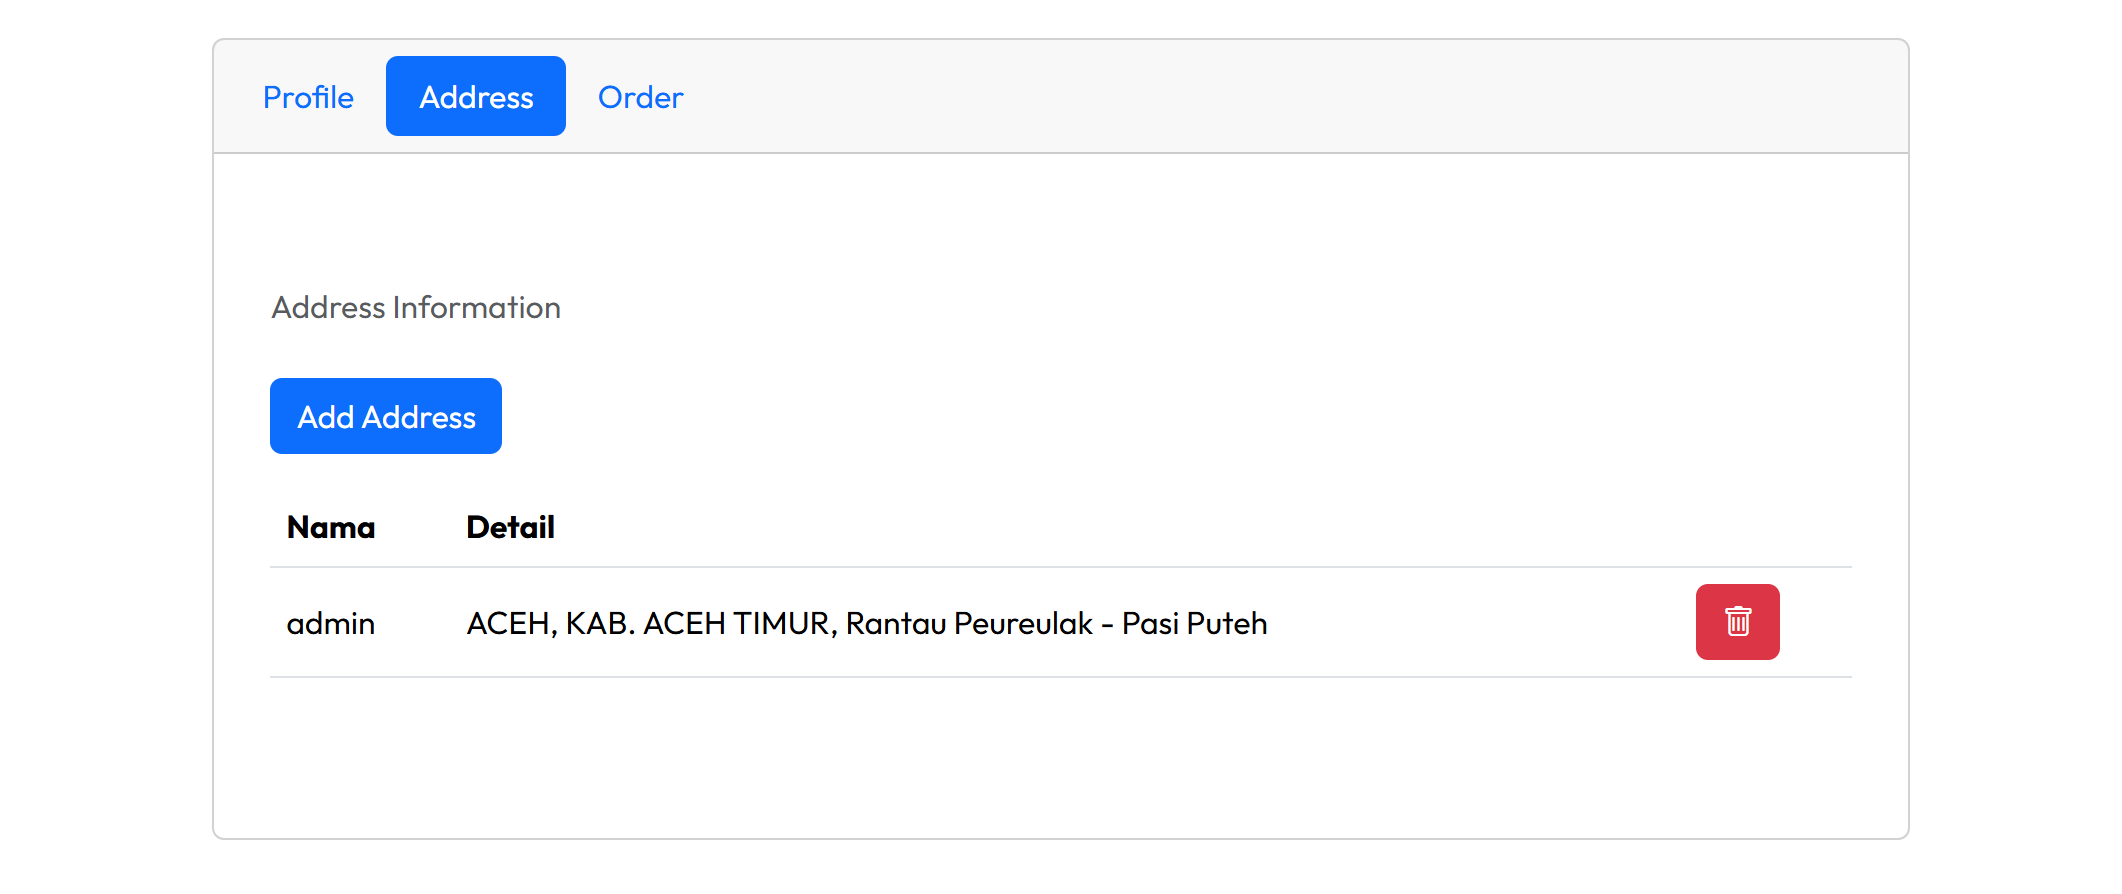 Profile Address Order
Address Information
Add Address
Nama Detail
admin ACEH, KAB. ACEH TIMUR, Rantau Peureulak - Pasi Puteh